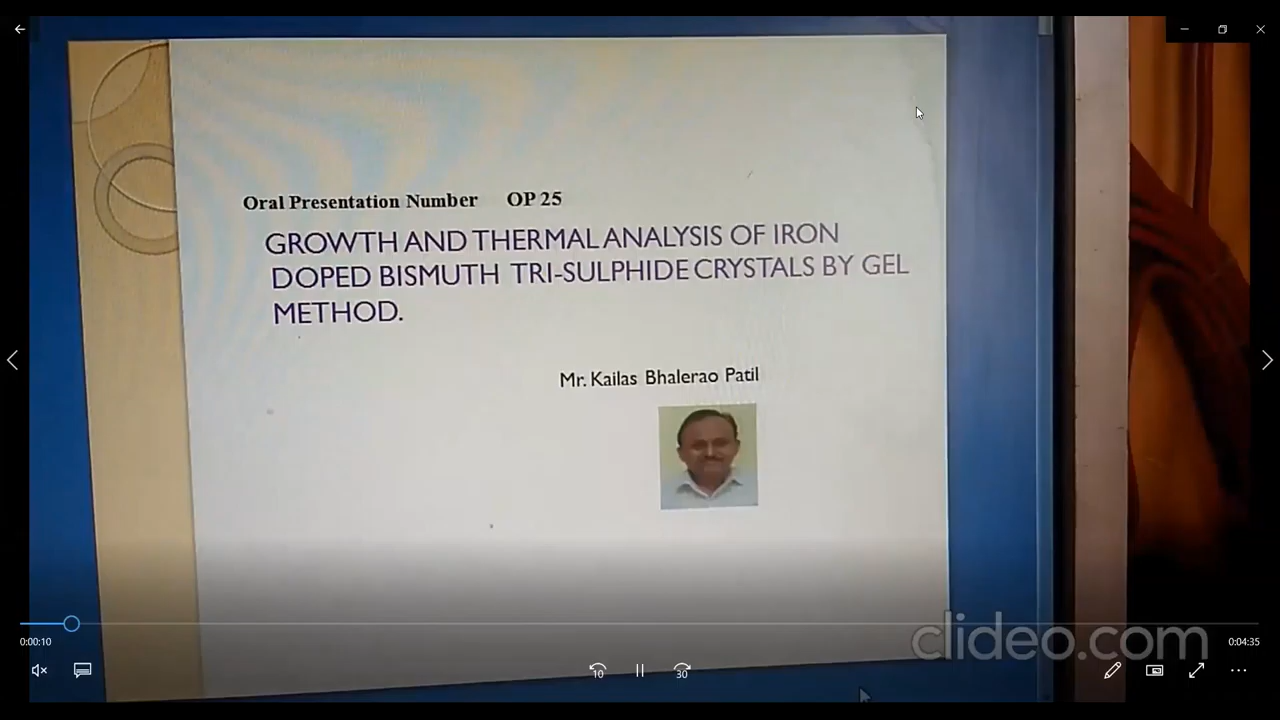 Oral Presentation Number OP 25
GROWTH AND THERMAL ANALYSIS OF IRON
DOPED BISMUTH TRI-SULPHIDE CRYSTALS BY GEL
METHOD.
Mr. Kailas Bhalerao Patil
clideo.com
0:00:10
0:04:35
10
30